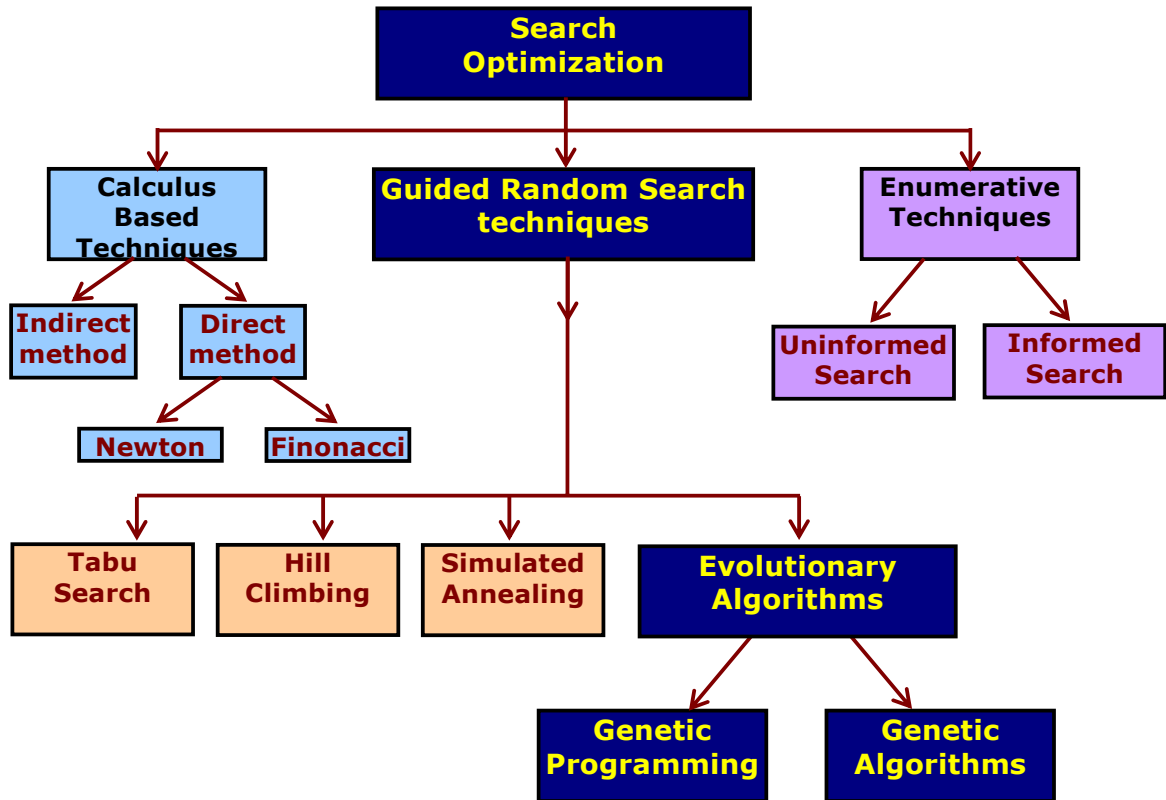 Search
Optimization
Calculus
Based
Techniques
Guided Random Search
techniques
Enumerative
Techniques
Indirect
method
Direct
method
Uninformed
Search
Informed
Search
Newton
Finonacci
Tabu
Search
Hill
Climbing
Simulated
Annealing
Evolutionary
Algorithms
Genetic
Programming
Genetic
Algorithms